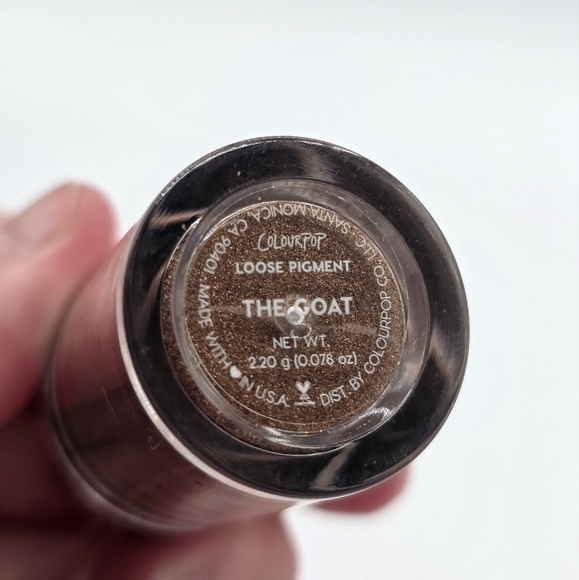 COLOURPOP
LOOSE PIGMENT
THE GOAT
NET WT.
2.20 g (0.078 oz)
DIST. BY COLOURPOP CO LLC. SANTA MONICA, CA 90401. MADE WITH ♥ IN U.S.A.